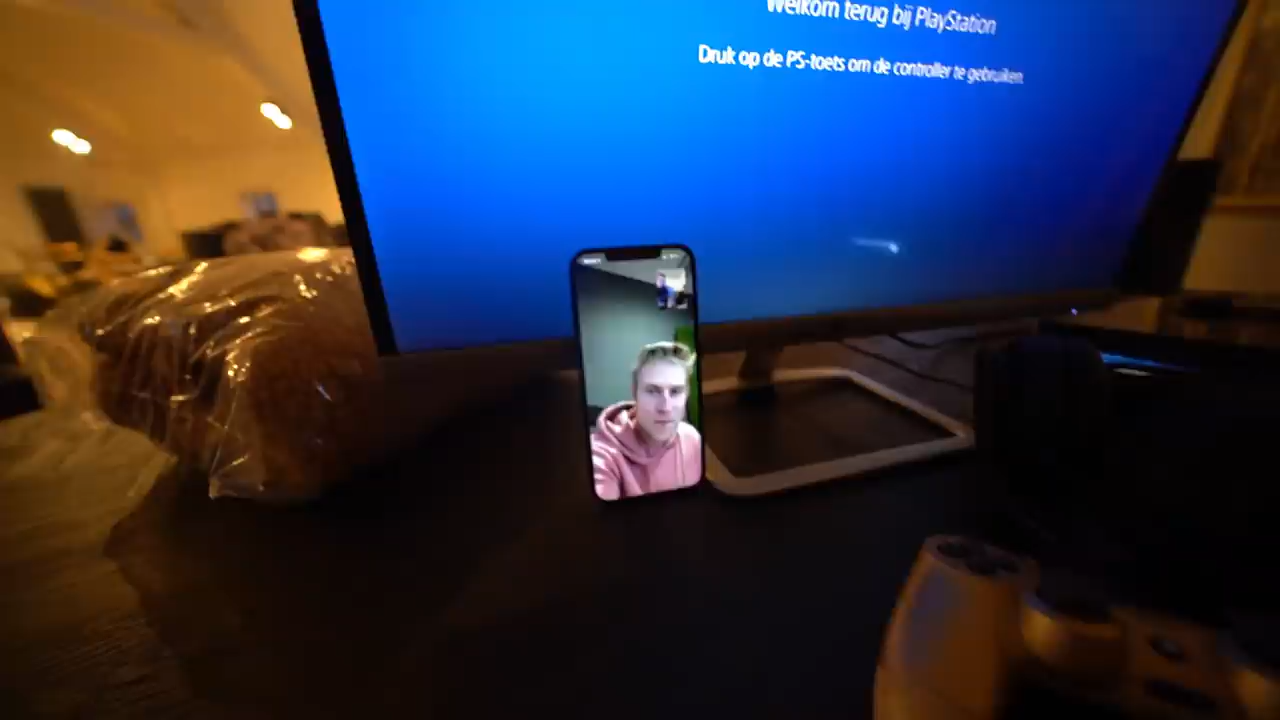 Welkom terug bij PlayStation
Druk op de PS-toets om de controller te gebruiken.